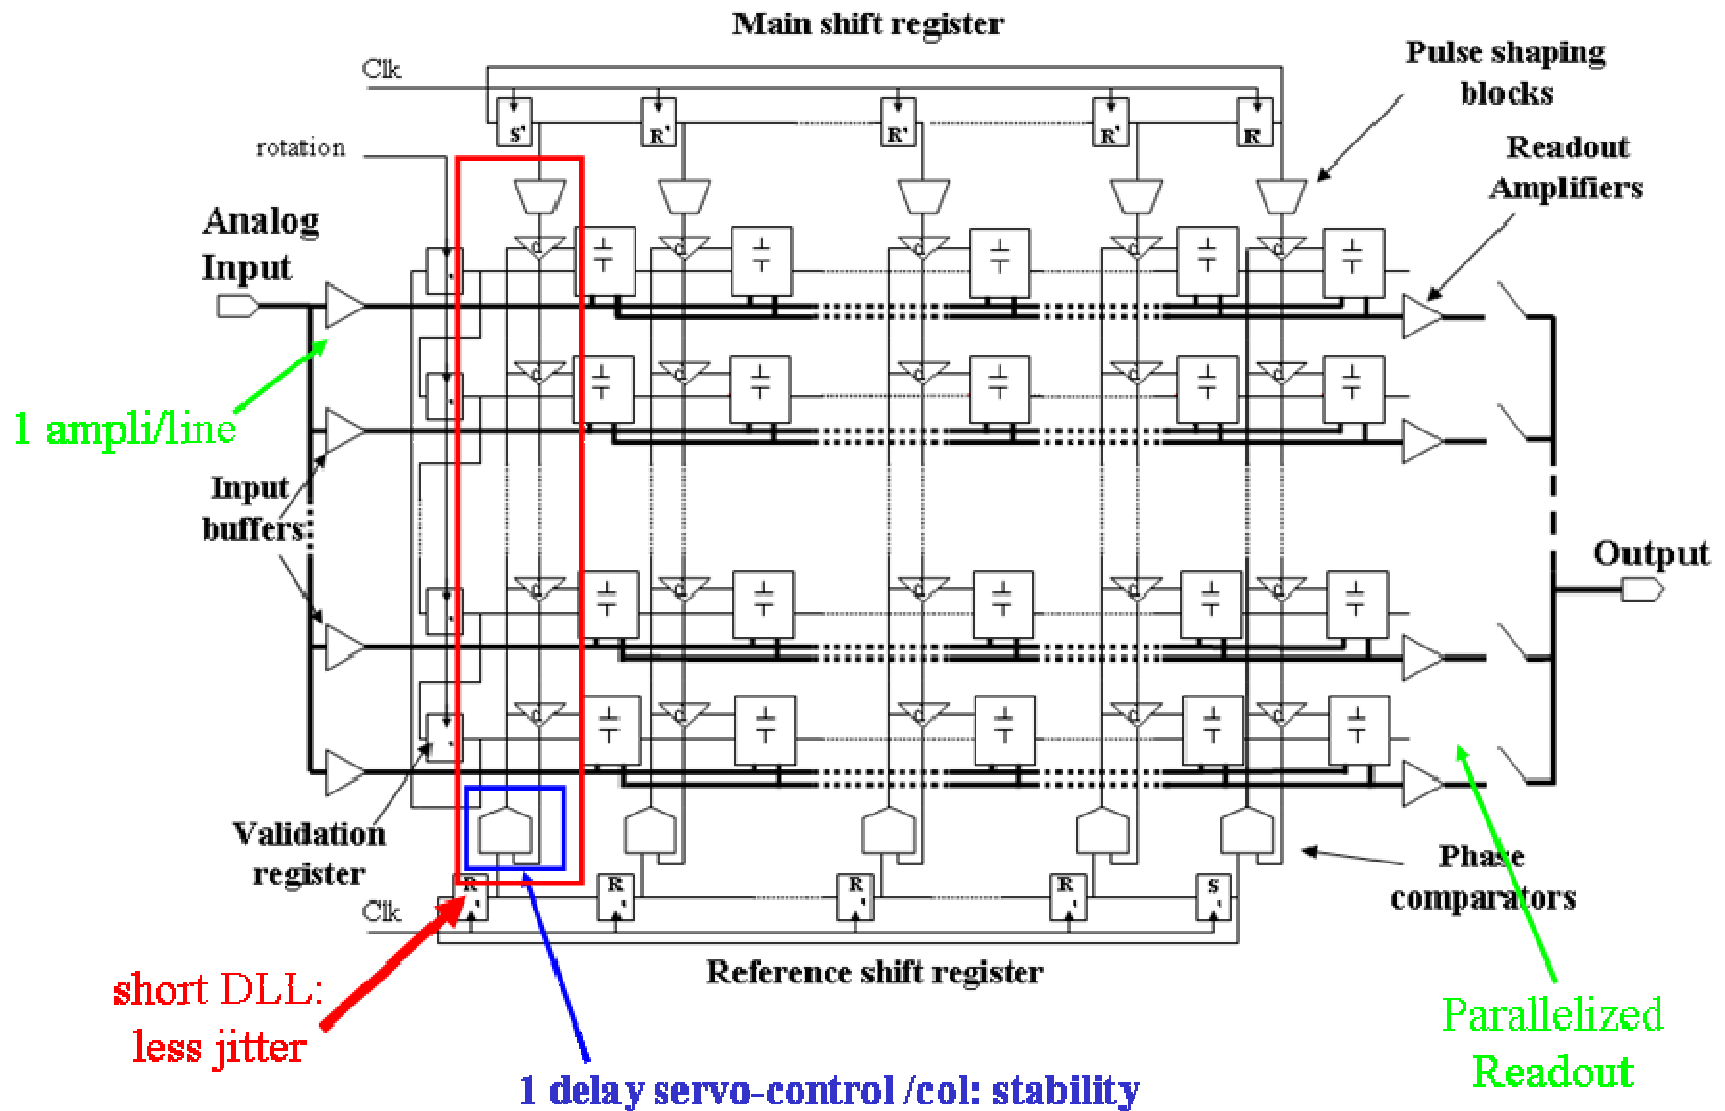 Main shift register
Clk
Pulse shaping
blocks
S'
R'
R'
R'
R'
rotation
Readout
Amplifiers
Analog
Input
1 ampli/line
Input
buffers
Output
Validation
register
Phase
comparators
R
R
R
R
S
Clk
Reference shift register
short DLL:
less jitter
Parallelized
Readout
1 delay servo-control /col: stability